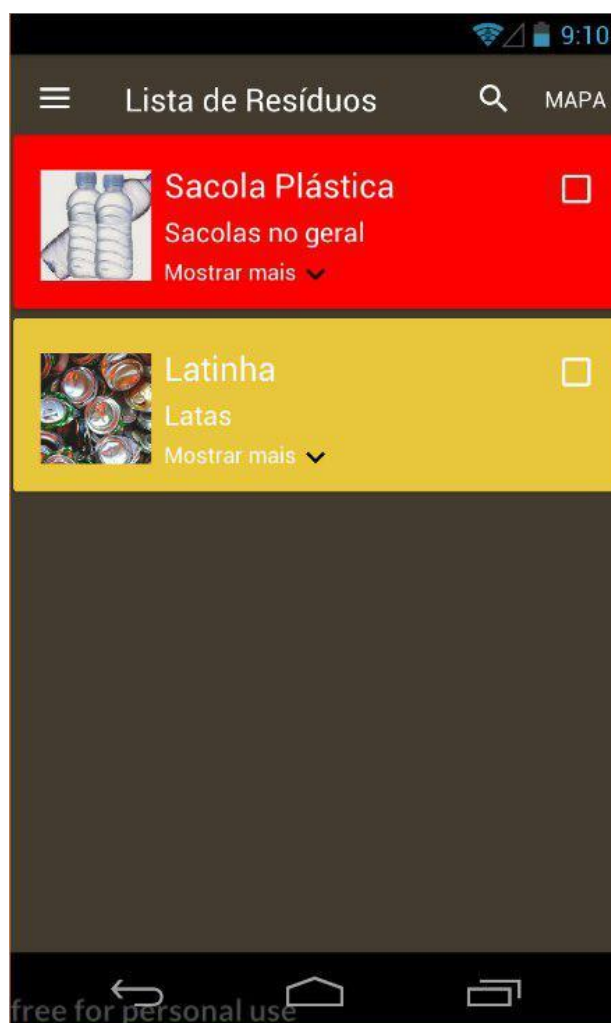 9:10
Lista de Resíduos
MAPA
Sacola Plástica
Sacolas no geral
Mostrar mais
Latinha
Latas
Mostrar mais
free for personal use